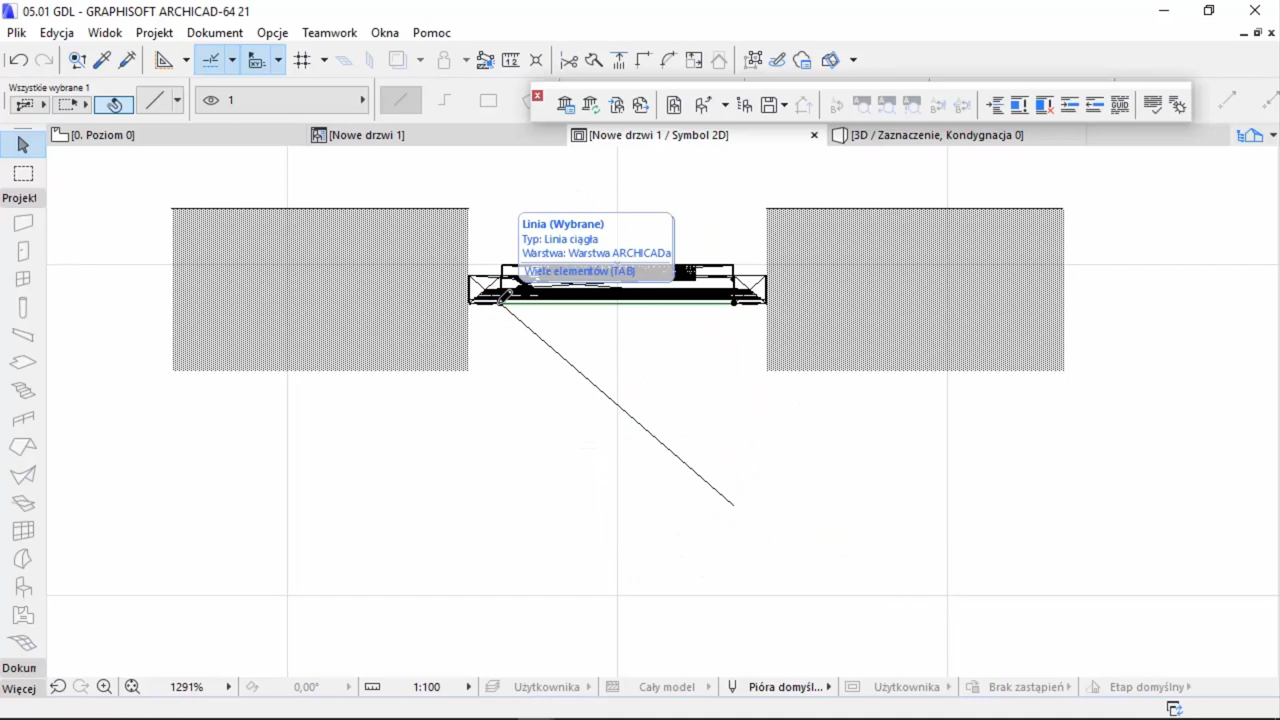 05.01 GDL - GRAPHISOFT ARCHICAD-64 21
Plik Edycja Widok Projekt Dokument Opcje Teamwork Okna Pomoc
Wszystkie wybrane 1
1
[0. Poziom 0]
[Nowe drzwi 1]
[Nowe drzwi 1 / Symbol 2D]
[3D / Zaznaczenie, Kondygnacja 0]
Projekt
Linia (Wybrane)
Typ: Linia ciągła
Warstwa: Warstwa ARCHICADa
Wiele elementów (TAB)
Dokum
Więcej
1291%
0,00°
1:100
Użytkownika
Cały model
Pióra domyśl...
Użytkownika
Brak zastąpień
Etap domyślny